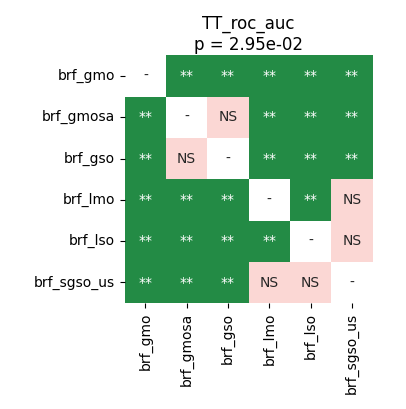 TT_roc_auc
p = 2.95e-02
brf_gmo - ** ** ** ** **
brf_gmosa ** - NS ** ** **
brf_gso ** NS - ** ** **
brf_lmo ** ** ** - ** NS
brf_lso ** ** ** ** - NS
brf_sgso_us ** ** ** NS NS -
brf_gmo
brf_gmosa
brf_gso
brf_lmo
brf_lso
brf_sgso_us